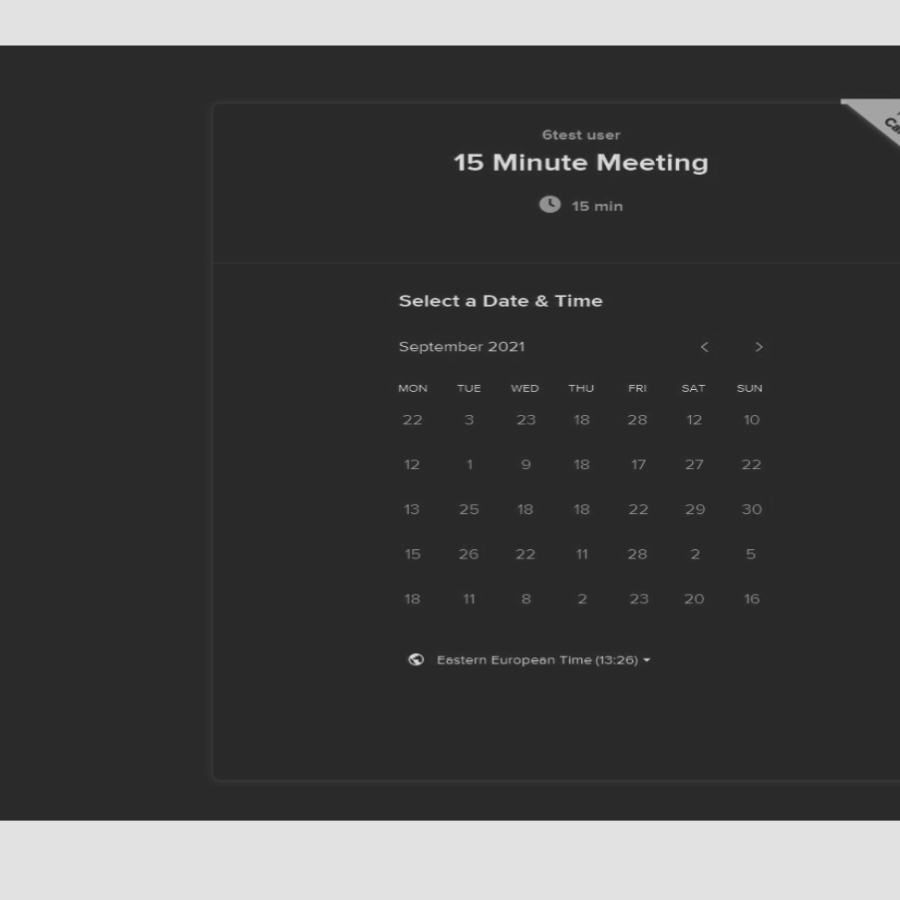 6test user
15 Minute Meeting
15 min
Select a Date & Time
September 2021
MON TUE WED THU FRI SAT SUN
22 3 23 18 28 12 10
12 1 9 18 17 27 22
13 25 18 18 22 29 30
15 26 22 11 28 2 5
18 11 8 2 23 20 16
Eastern European Time (13:26)